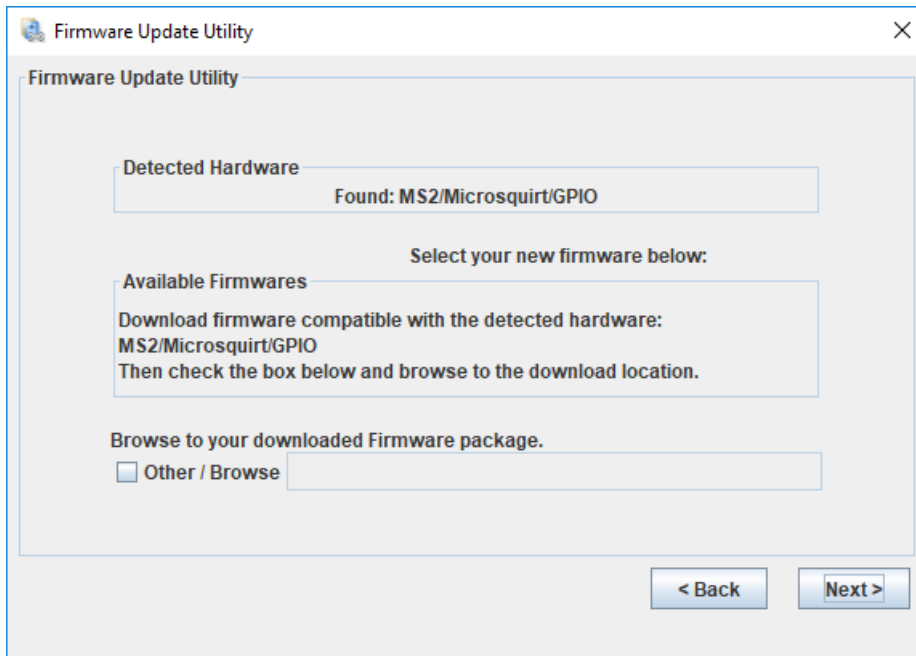 Firmware Update Utility
Firmware Update Utility
Detected Hardware
Found: MS2/Microsquirt/GPIO
Select your new firmware below:
Available Firmwares
Download firmware compatible with the detected hardware:
MS2/Microsquirt/GPIO
Then check the box below and browse to the download location.
Browse to your downloaded Firmware package.
Other / Browse
< Back
Next >